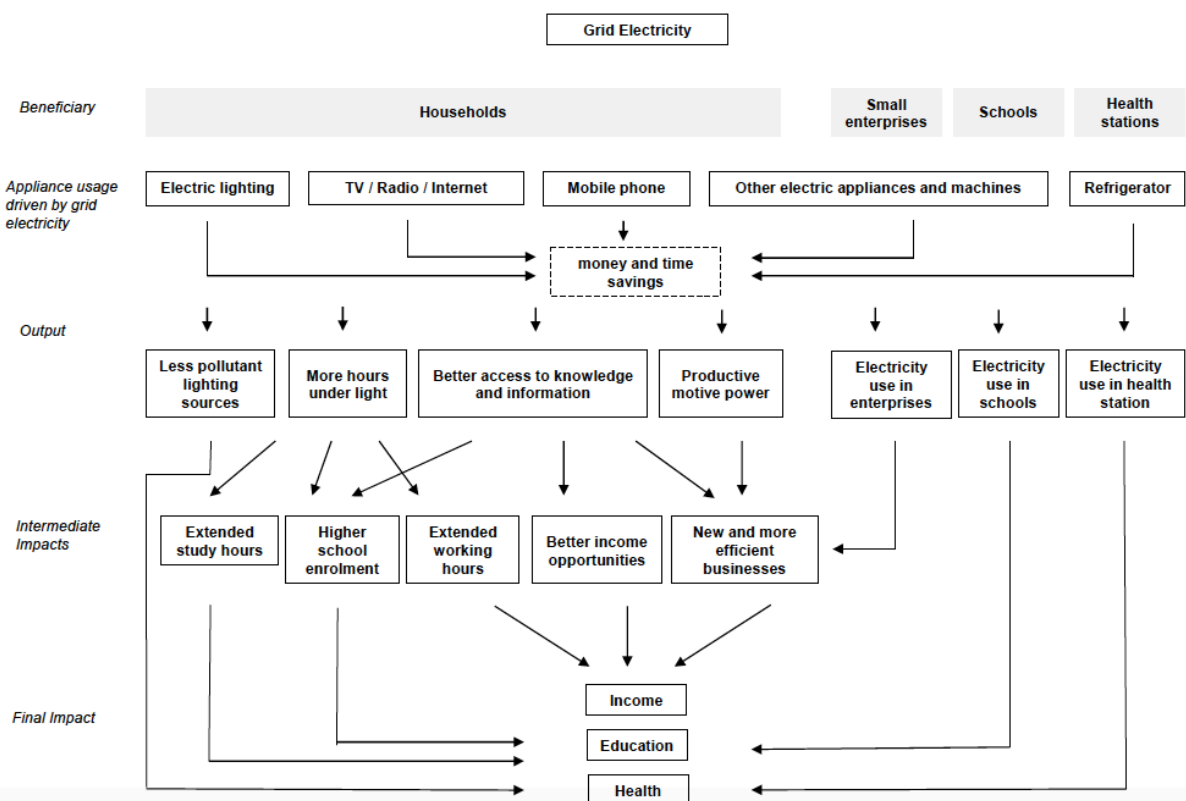 Grid Electricity
Beneficiary
Households
Small
enterprises
Schools
Health
stations
Appliance usage
driven by grid
electricity
Electric lighting
TV / Radio / Internet
Mobile phone
Other electric appliances and machines
Refrigerator
money and time
savings
Output
Less pollutant
lighting
sources
More hours
under light
Better access to knowledge
and information
Productive
motive power
Electricity
use in
enterprises
Electricity
use in
schools
Electricity
use in health
station
Intermediate
Impacts
Extended
study hours
Higher
school
enrolment
Extended
working
hours
Better income
opportunities
New and more
efficient
businesses
Final Impact
Income
Education
Health